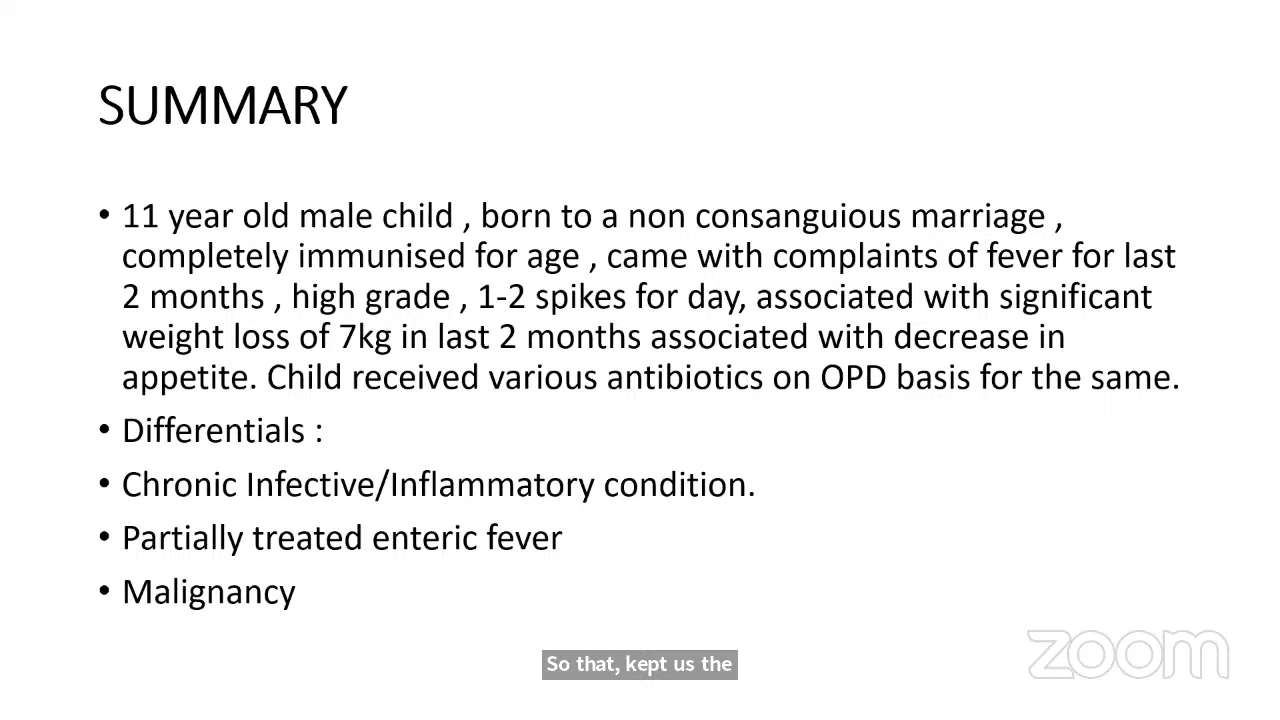 SUMMARY
• 11 year old male child , born to a non consanguious marriage ,
completely immunised for age , came with complaints of fever for last
2 months , high grade , 1-2 spikes for day, associated with significant
weight loss of 7kg in last 2 months associated with decrease in
appetite. Child received various antibiotics on OPD basis for the same.
• Differentials :
• Chronic Infective/Inflammatory condition.
• Partially treated enteric fever
• Malignancy
So that, kept us the
zoom